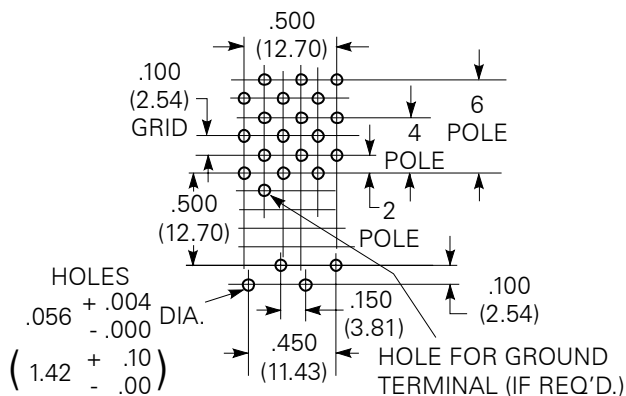 .500
(12.70)
.100
(2.54)
GRID
6
POLE
4
POLE
2
POLE
.500
(12.70)
HOLES
.056 + .004 DIA.
- .000
( 1.42 + .10 )
- .00
.150
(3.81)
.450
(11.43)
.100
(2.54)
HOLE FOR GROUND
TERMINAL (IF REQ'D.)